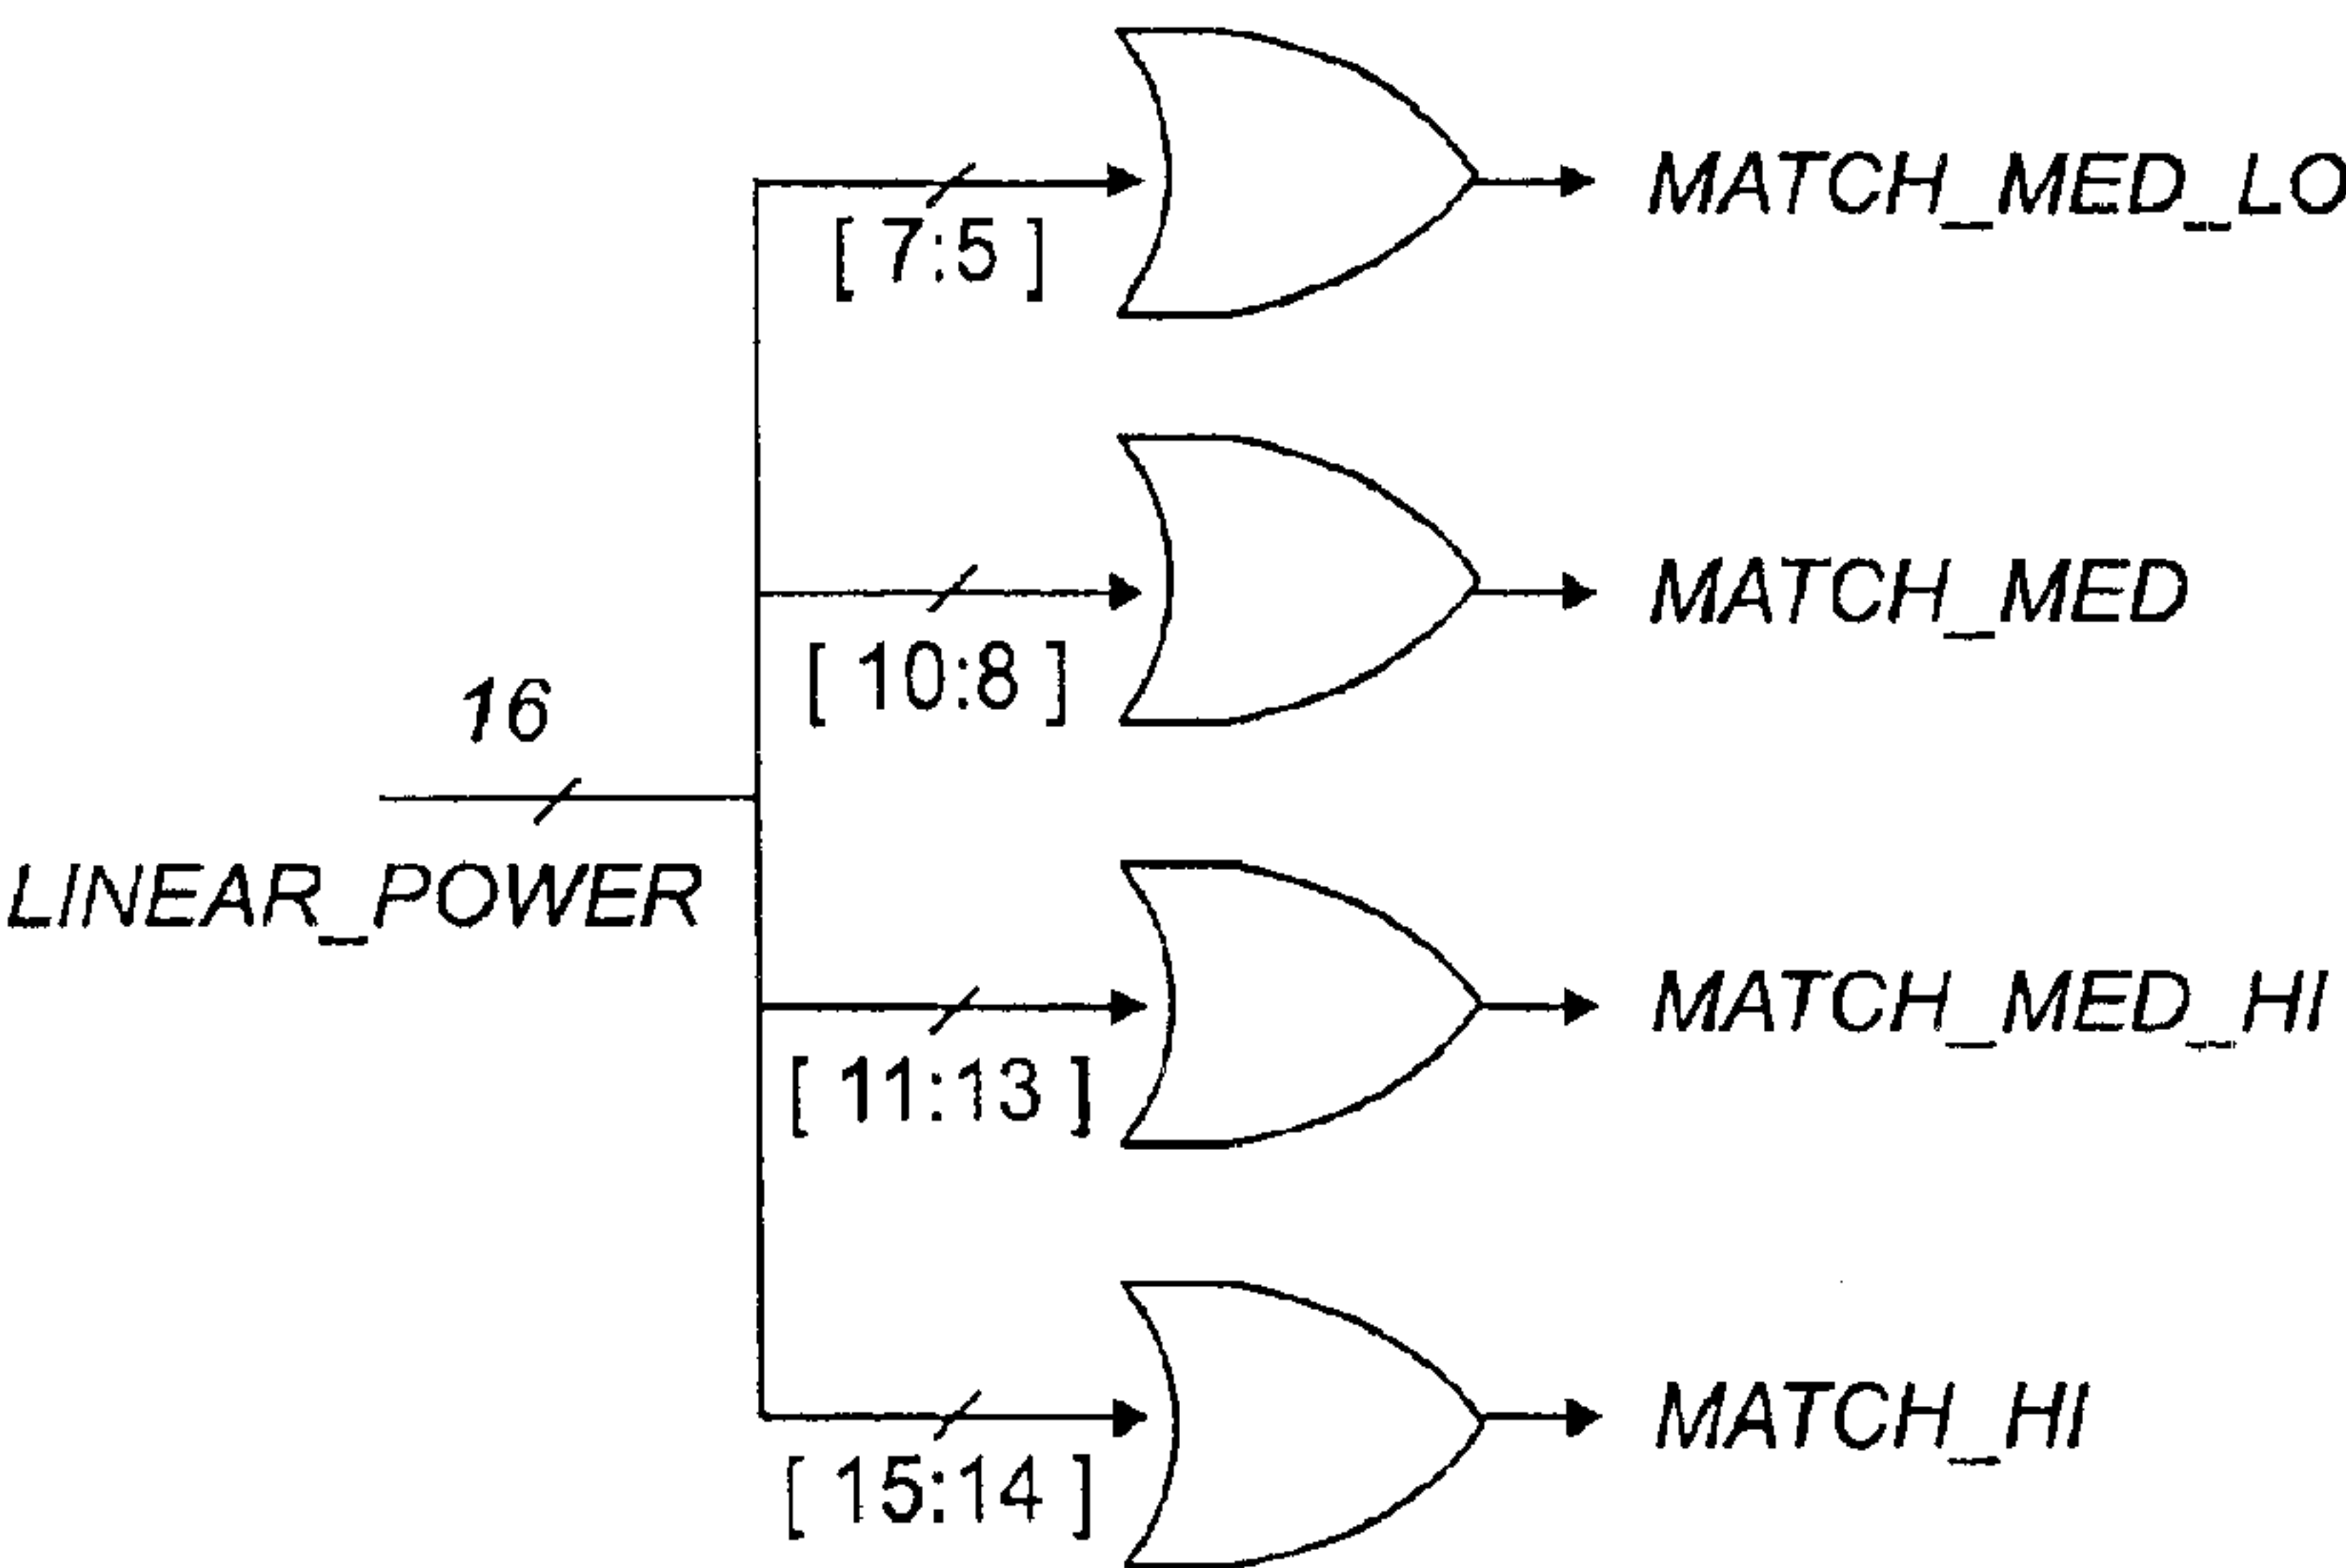 [ 7:5 ]
MATCH_MED_LO
[ 10:8 ]
MATCH_MED
16
LINEAR_POWER
[ 11:13 ]
MATCH_MED_HI
[ 15:14 ]
MATCH_HI